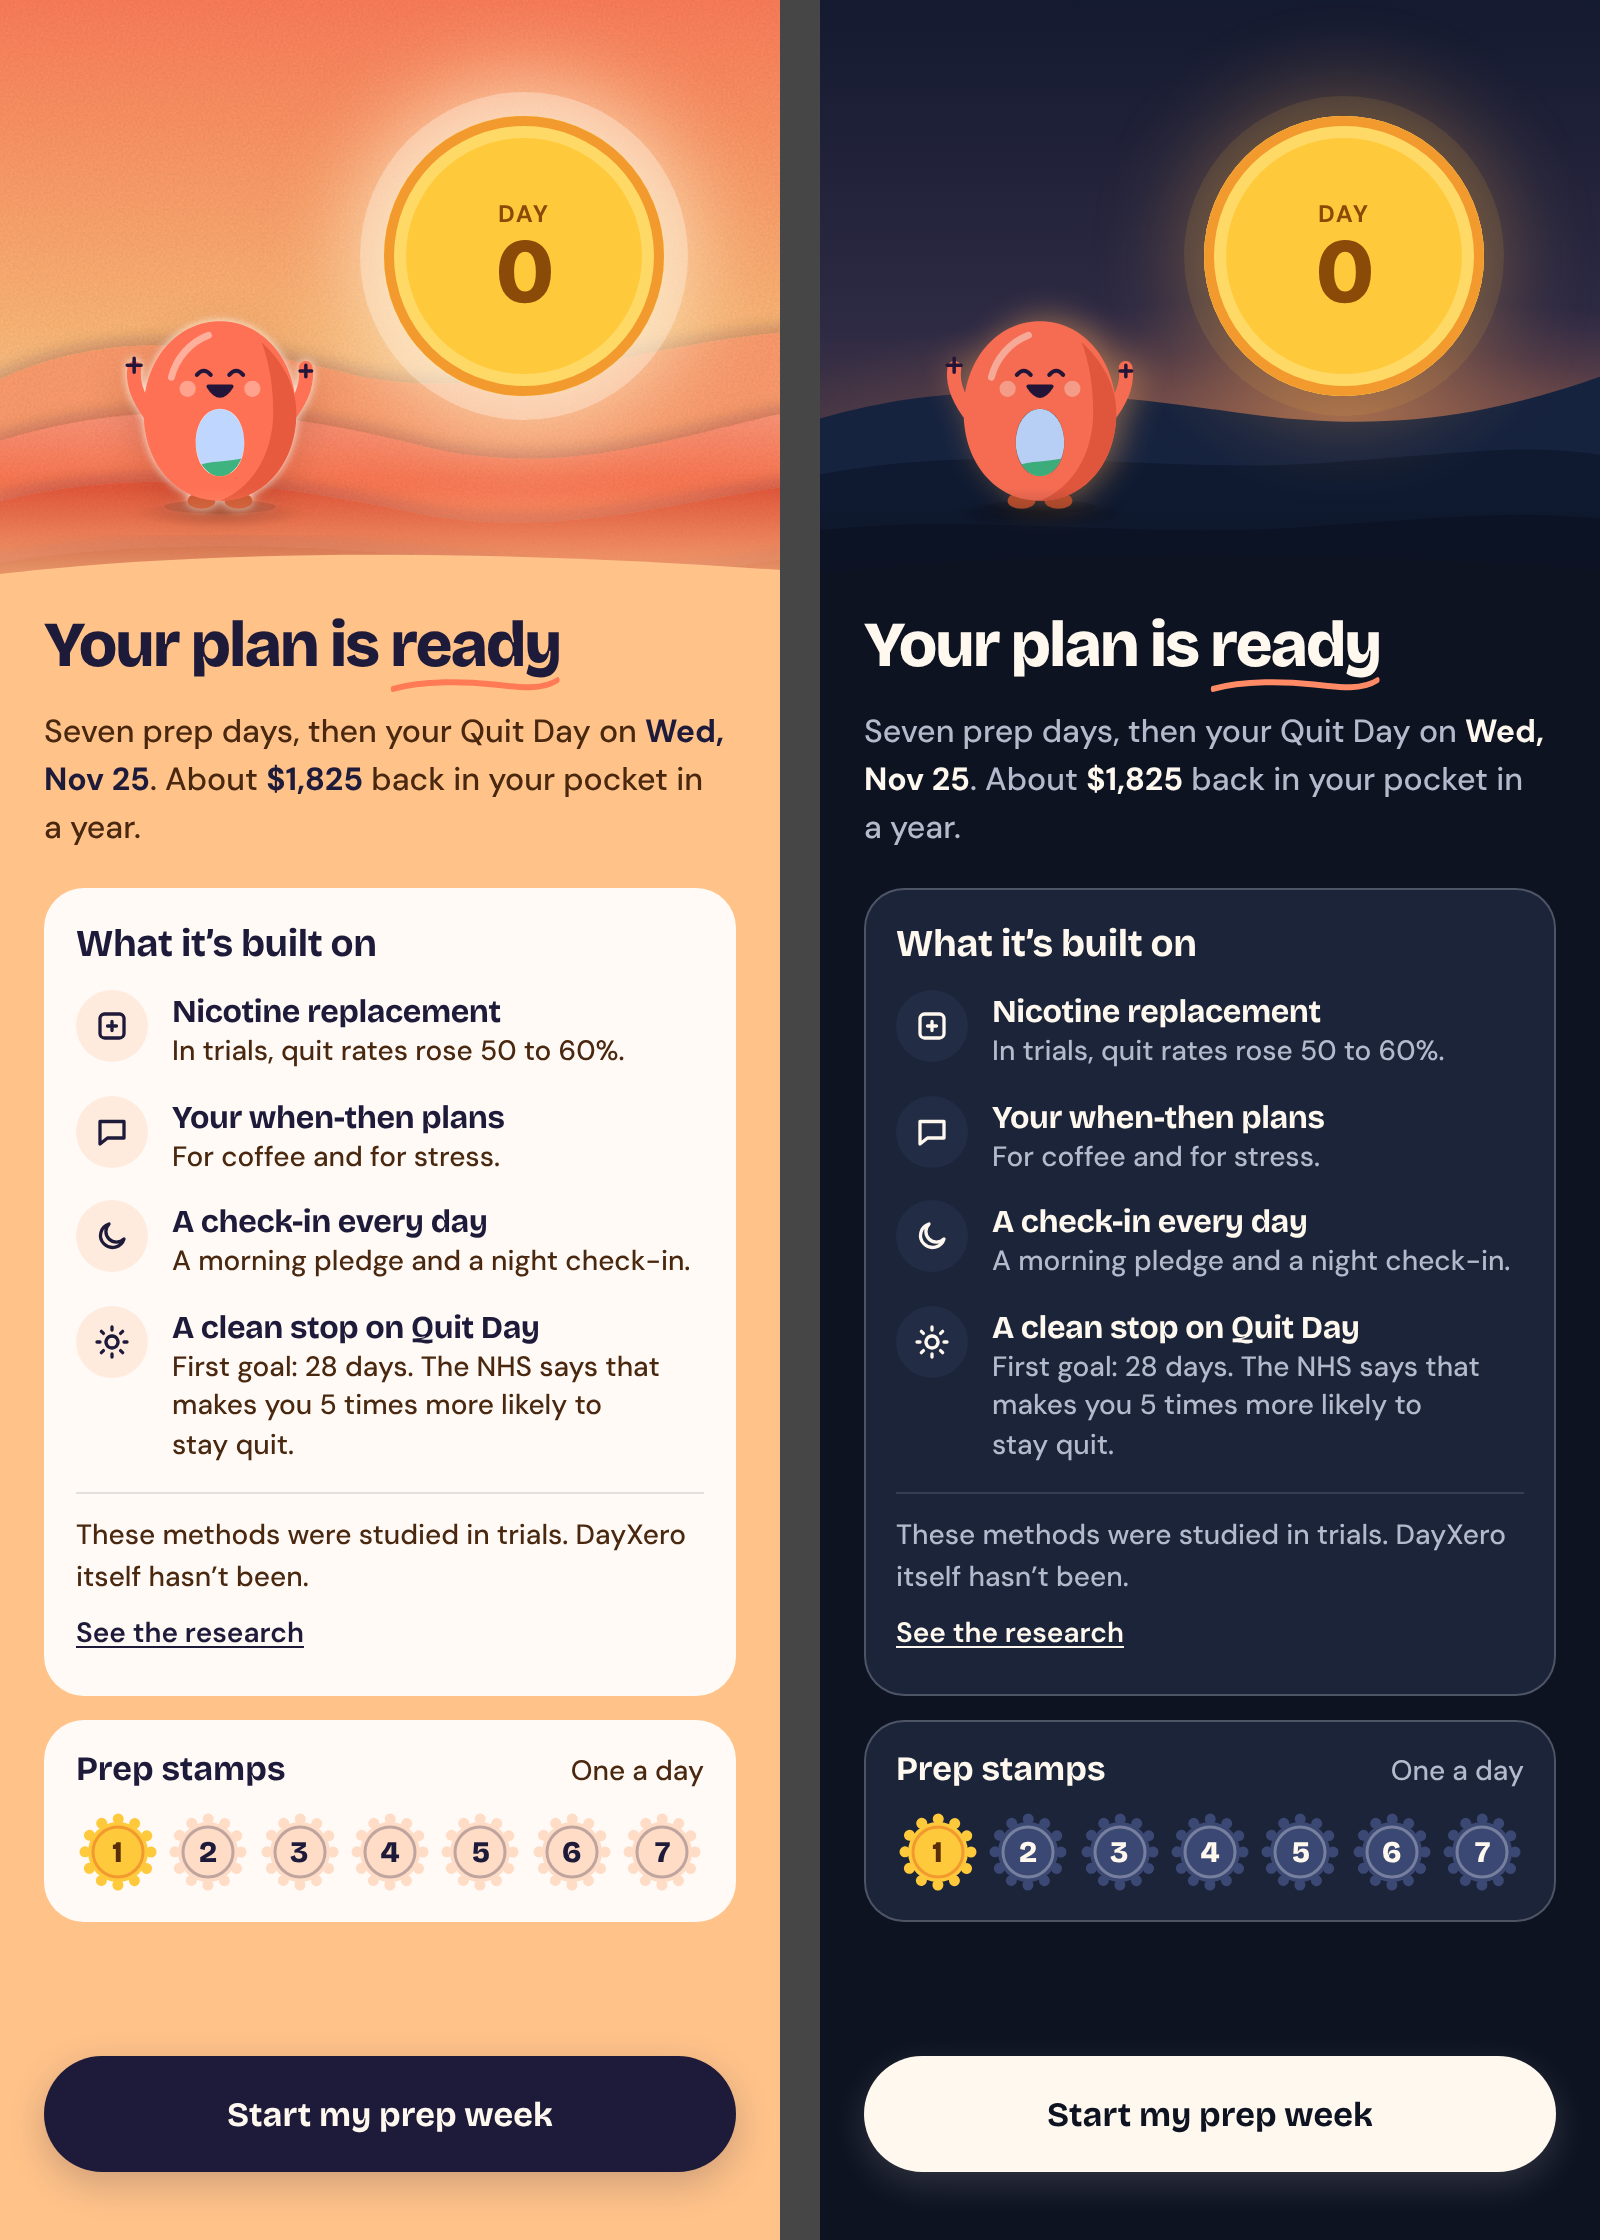 DAY
0
Your plan is ready
Seven prep days, then your Quit Day on Wed,
Nov 25. About $1,825 back in your pocket in
a year.
What it’s built on
Nicotine replacement
In trials, quit rates rose 50 to 60%.
Your when-then plans
For coffee and for stress.
A check-in every day
A morning pledge and a night check-in.
A clean stop on Quit Day
First goal: 28 days. The NHS says that
makes you 5 times more likely to
stay quit.
These methods were studied in trials. DayXero
itself hasn’t been.
See the research
Prep stamps One a day
1 2 3 4 5 6 7
Start my prep week
DAY
0
Your plan is ready
Seven prep days, then your Quit Day on Wed,
Nov 25. About $1,825 back in your pocket in
a year.
What it’s built on
Nicotine replacement
In trials, quit rates rose 50 to 60%.
Your when-then plans
For coffee and for stress.
A check-in every day
A morning pledge and a night check-in.
A clean stop on Quit Day
First goal: 28 days. The NHS says that
makes you 5 times more likely to
stay quit.
These methods were studied in trials. DayXero
itself hasn’t been.
See the research
Prep stamps One a day
1 2 3 4 5 6 7
Start my prep week